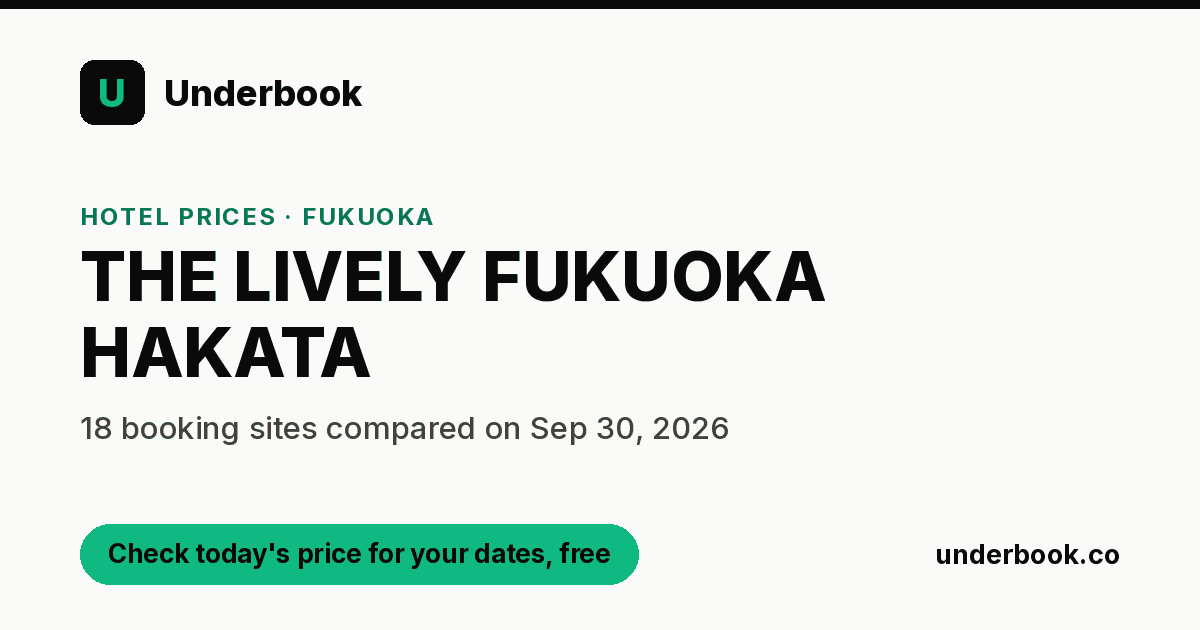 U Underbook
HOTEL PRICES · FUKUOKA
THE LIVELY FUKUOKA
HAKATA
18 booking sites compared on Sep 30, 2026
Check today's price for your dates, free
underbook.co